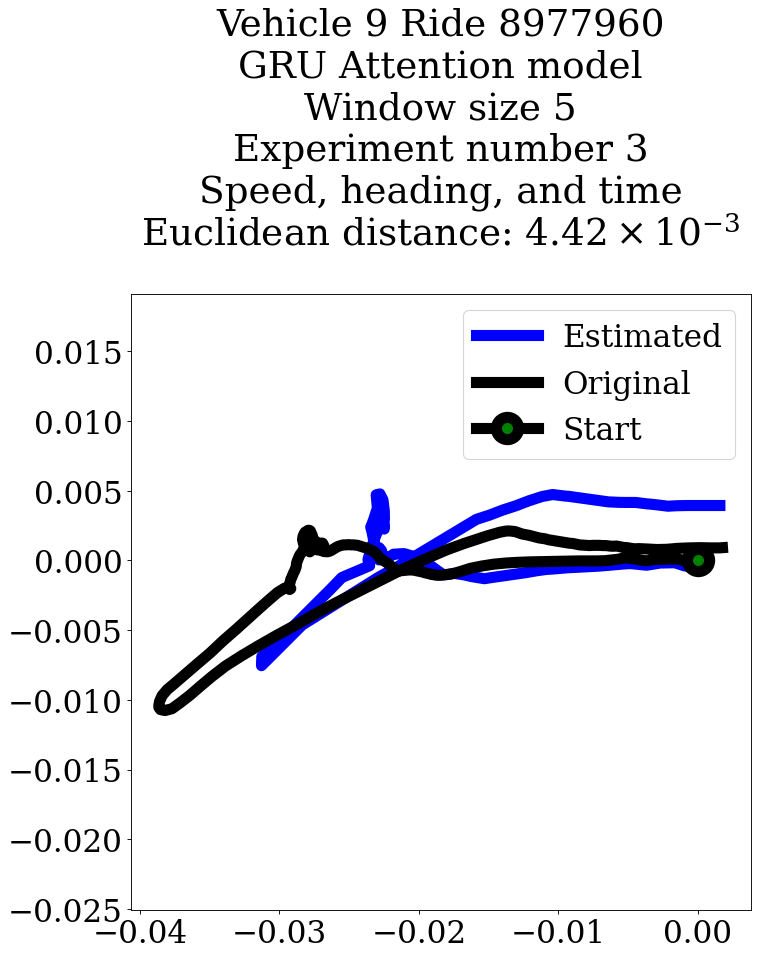 Vehicle 9 Ride 8977960
GRU Attention model
Window size 5
Experiment number 3
Speed, heading, and time
Euclidean distance: 4.42 × 10⁻³
Estimated
Original
Start
0.015
0.010
0.005
0.000
−0.005
−0.010
−0.015
−0.020
−0.025
−0.04 −0.03 −0.02 −0.01 0.00